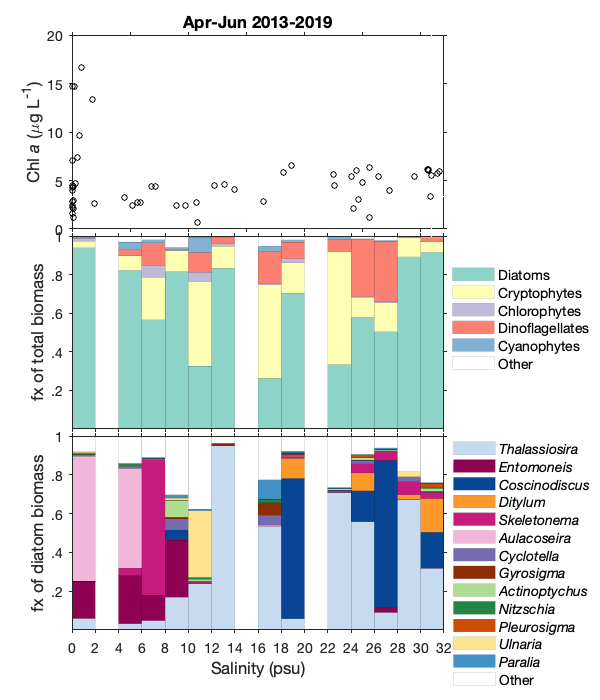 Apr-Jun 2013-2019
20
15
10
5
0
Chl a (μg L⁻¹)
1
.8
.6
.4
.2
fx of total biomass
Diatoms
Cryptophytes
Chlorophytes
Dinoflagellates
Cyanophytes
Other
1
.8
.6
.4
.2
fx of diatom biomass
Thalassiosira
Entomoneis
Coscinodiscus
Ditylum
Skeletonema
Aulacoseira
Cyclotella
Gyrosigma
Actinoptychus
Nitzschia
Pleurosigma
Ulnaria
Paralia
Other
0 2 4 6 8 10 12 14 16 18 20 22 24 26 28 30 32
Salinity (psu)